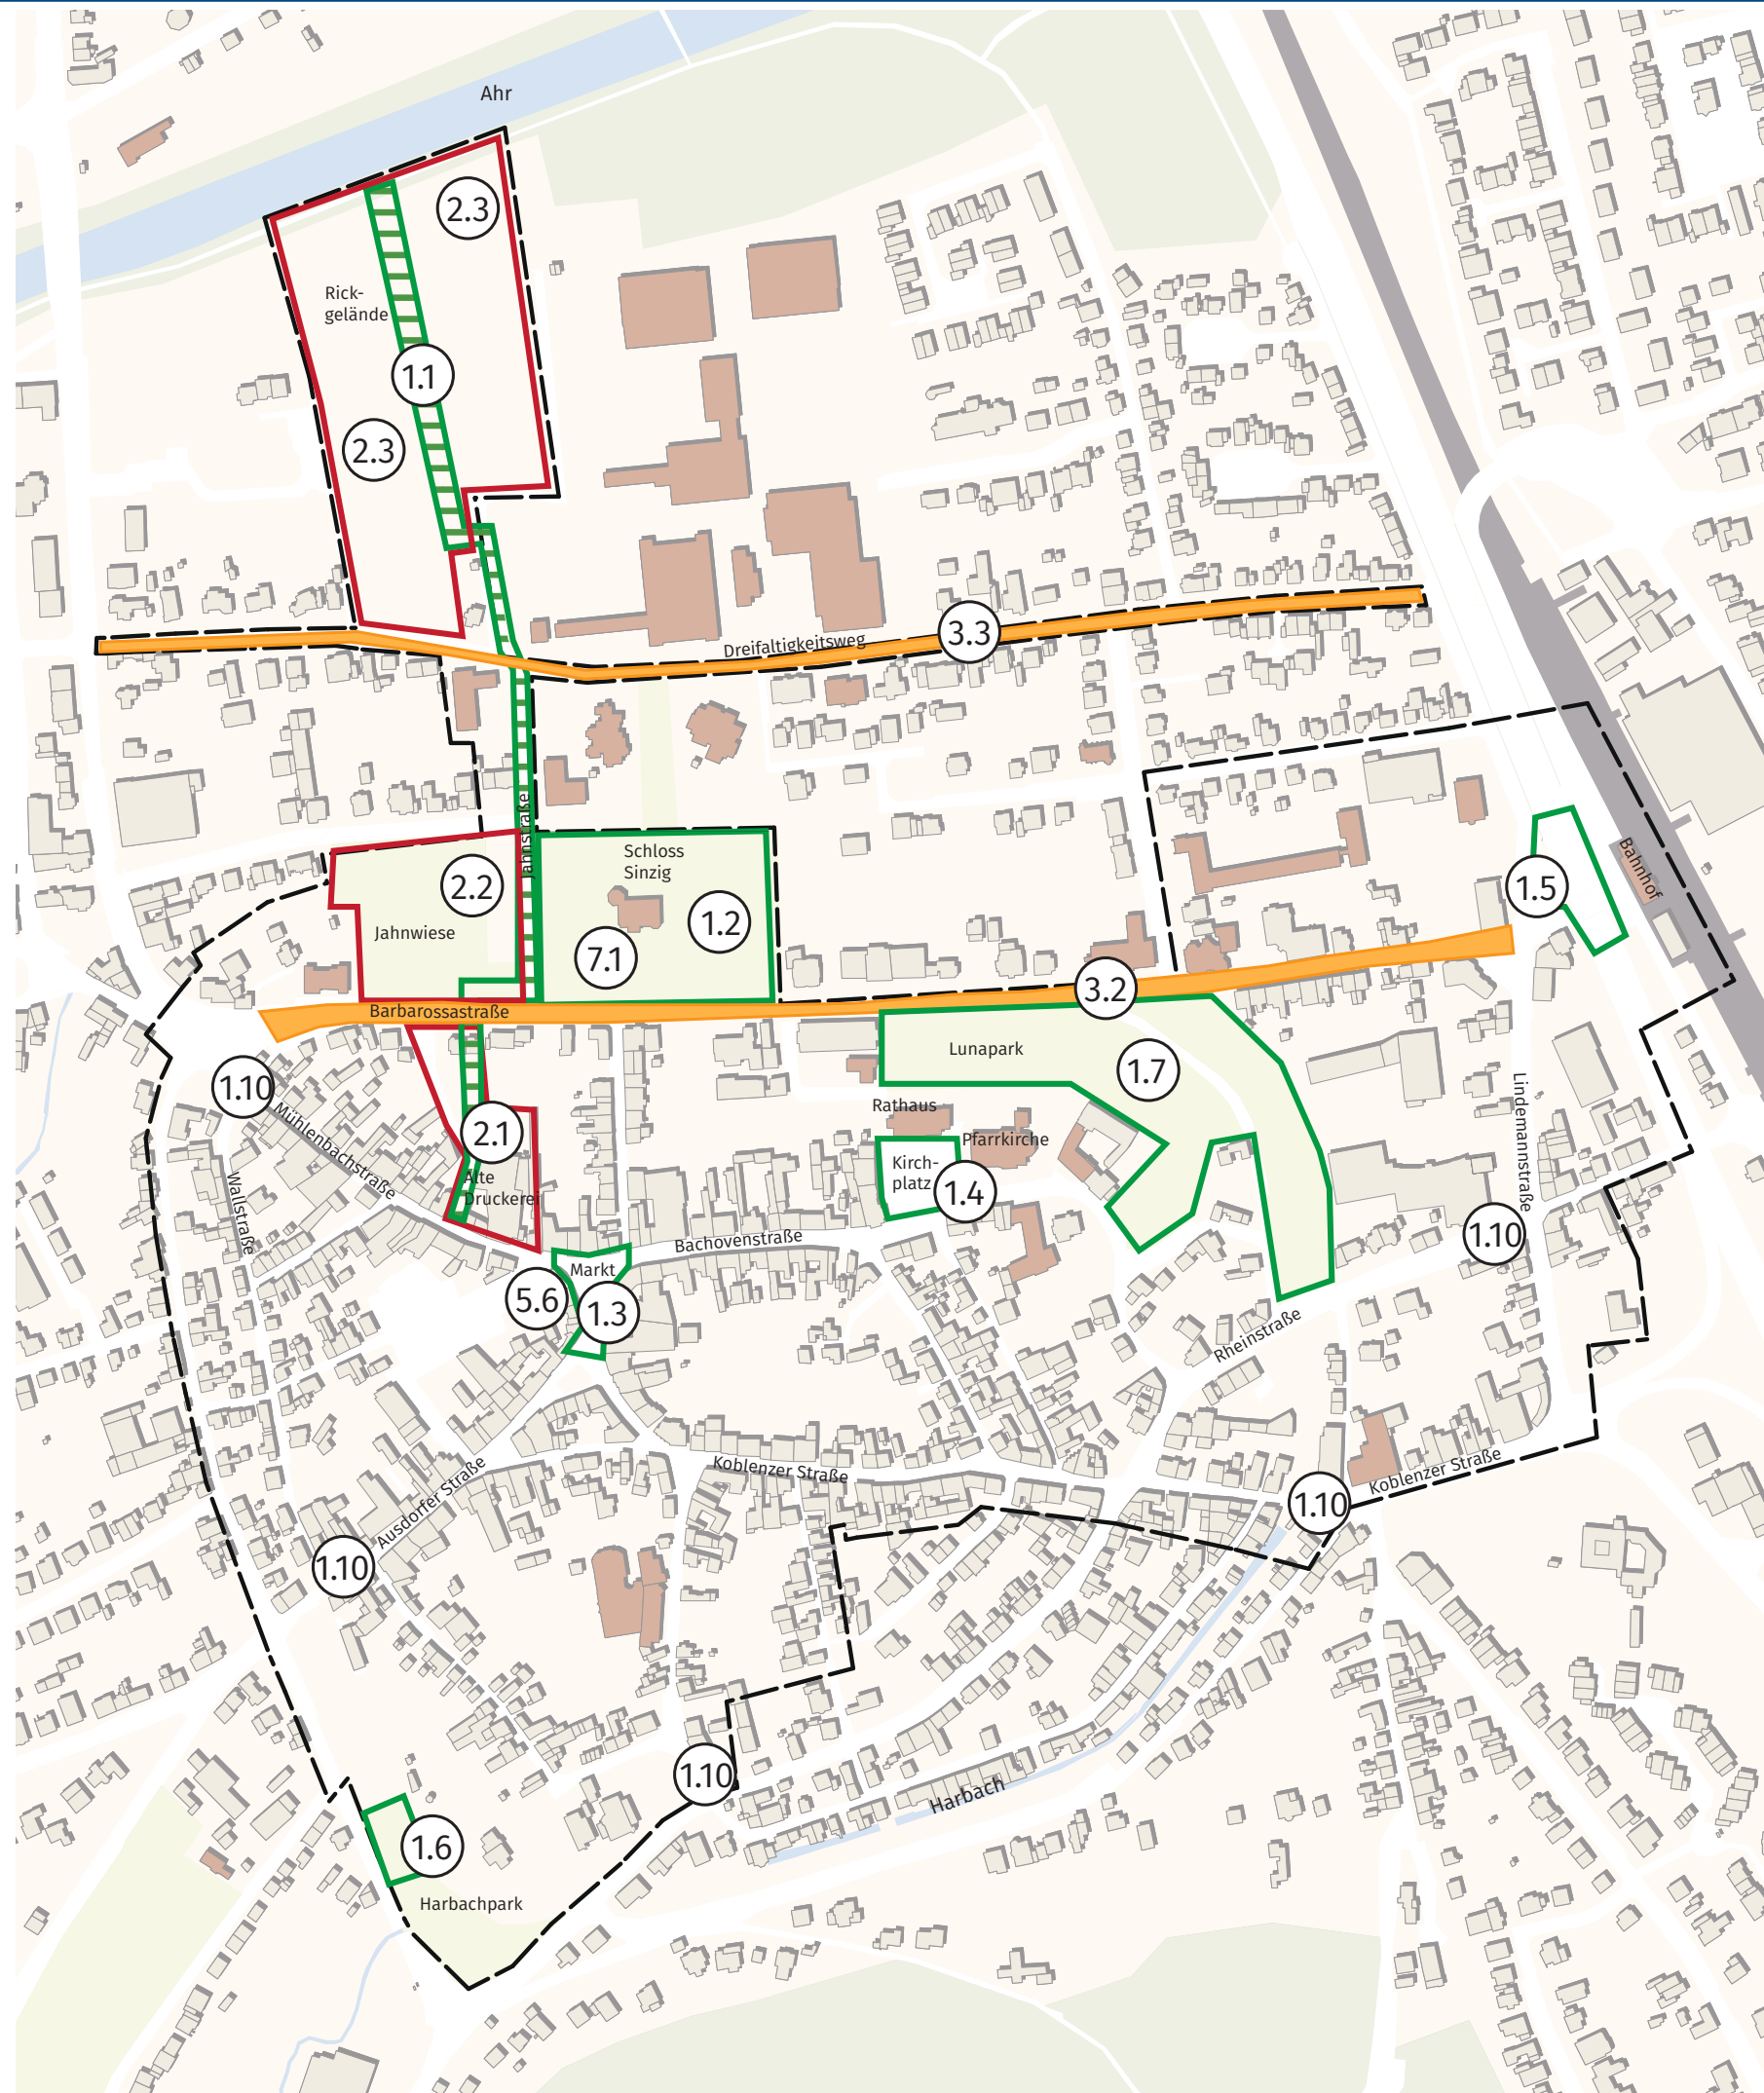 Ahr
2.3
Rick-
gelände
1.1
2.3
3.3
Dreifaltigkeitsweg
Jahnstraße
Schloss
Sinzig
2.2
1.2
1.5
Bahnhof
Jahnwiese
7.1
3.2
Barbarossastraße
Lunapark
1.7
1.10
Mühlenbachstraße
Rathaus
Lindemannstraße
2.1
Pfarrkirche
Kirch-
platz
1.4
Alte
Druckerei
Wallstraße
Bachovenstraße
1.10
Markt
5.6
1.3
Rheinstraße
Koblenzer Straße
Koblenzer Straße
1.10
Ausdorfer Straße
1.10
1.10
Harbach
1.6
Harbachpark